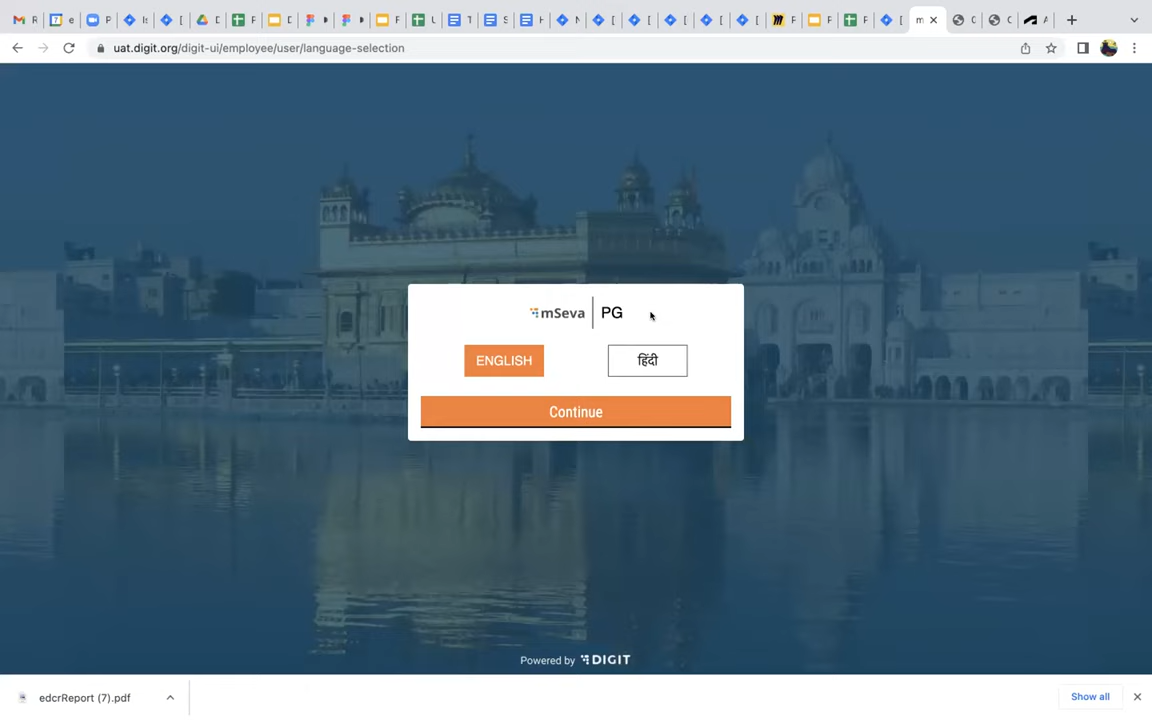 uat.digit.org/digit-ui/employee/user/language-selection
mSeva PG
ENGLISH हिंदी
Continue
Powered by DIGIT
edcrReport (7).pdf
Show all